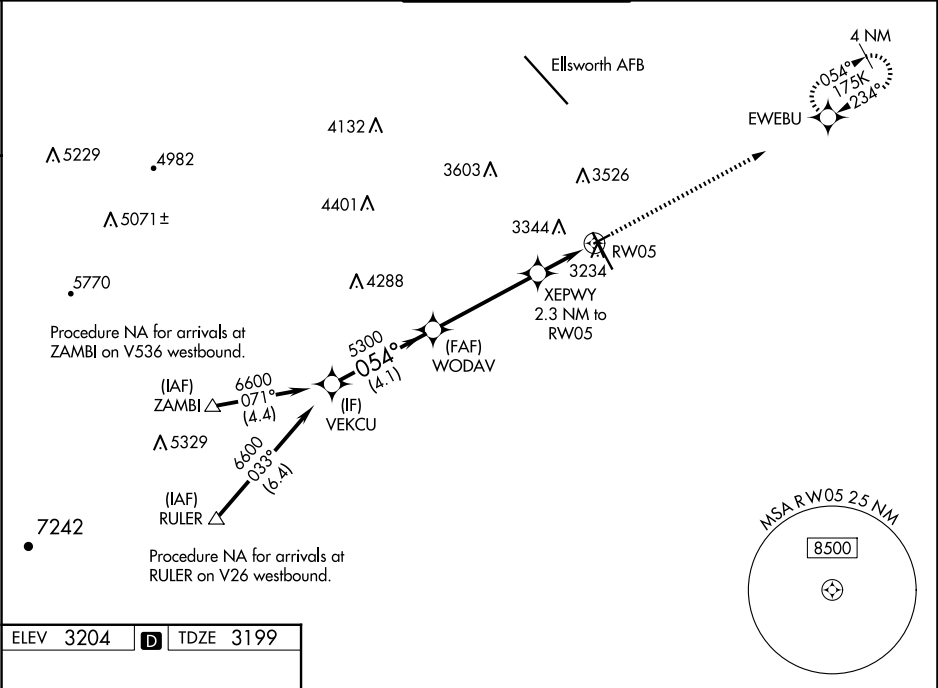 4 NM
Ellsworth AFB
054°
175K
234°
EWEBU
4132
5229
4982
3603
3526
4401
5071±
3344
RW05
3234
5770
4288
XEPWY
2.3 NM to
RW05
Procedure NA for arrivals at
ZAMBI on V536 westbound.
5300
054°
(4.1)
(FAF)
WODAV
(IAF)
ZAMBI
6600
071°
(4.4)
(IF)
VEKCU
5329
6600
033°
(6.4)
(IAF)
RULER
7242
Procedure NA for arrivals at
RULER on V26 westbound.
MSA RW05 25 NM
8500
ELEV 3204 D TDZE 3199